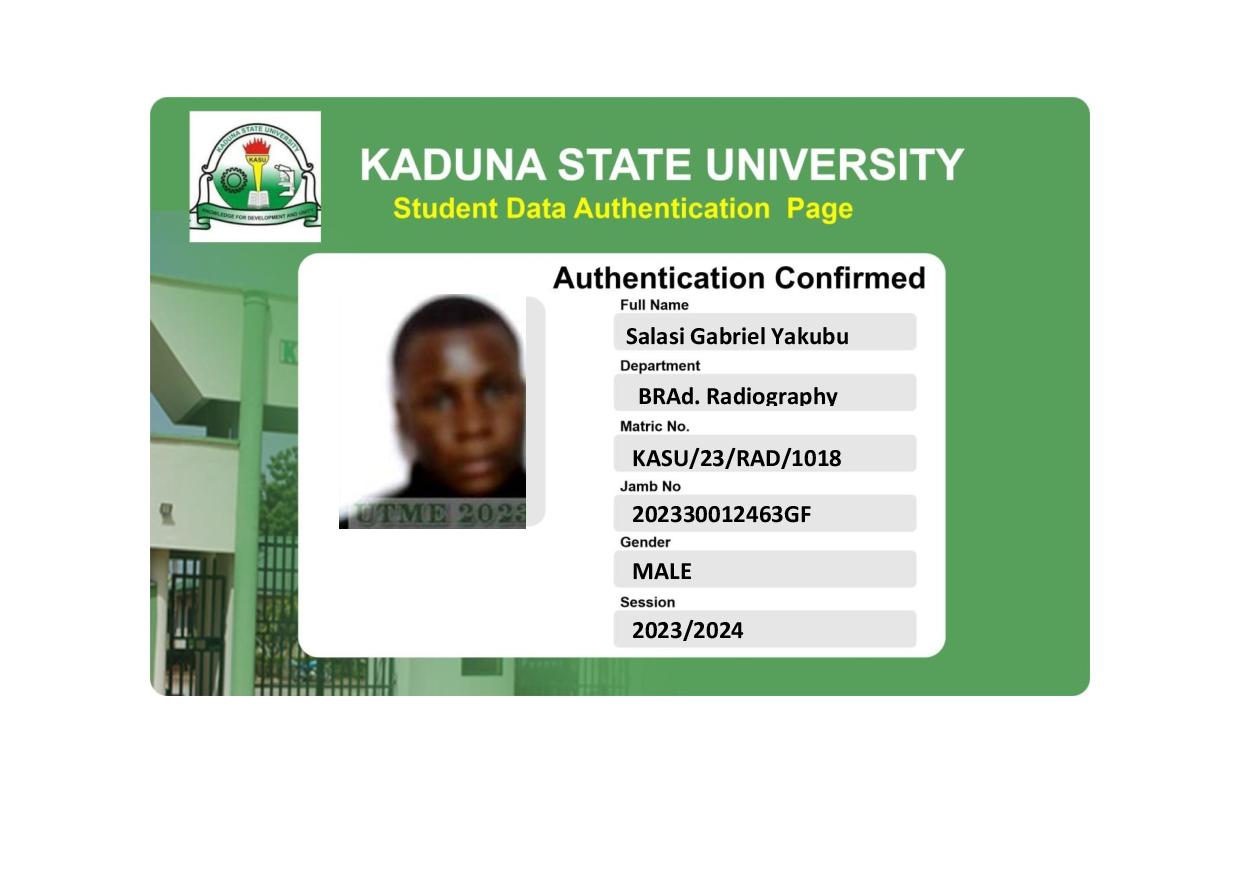 KADUNA STATE UNIVERSITY
KASU
KNOWLEDGE FOR DEVELOPMENT AND UNITY
KADUNA STATE UNIVERSITY
Student Data Authentication Page
Authentication Confirmed
Full Name
Salasi Gabriel Yakubu
Department
BRAd. Radiography
Matric No.
KASU/23/RAD/1018
Jamb No
202330012463GF
Gender
MALE
Session
2023/2024
UTME 2023
K